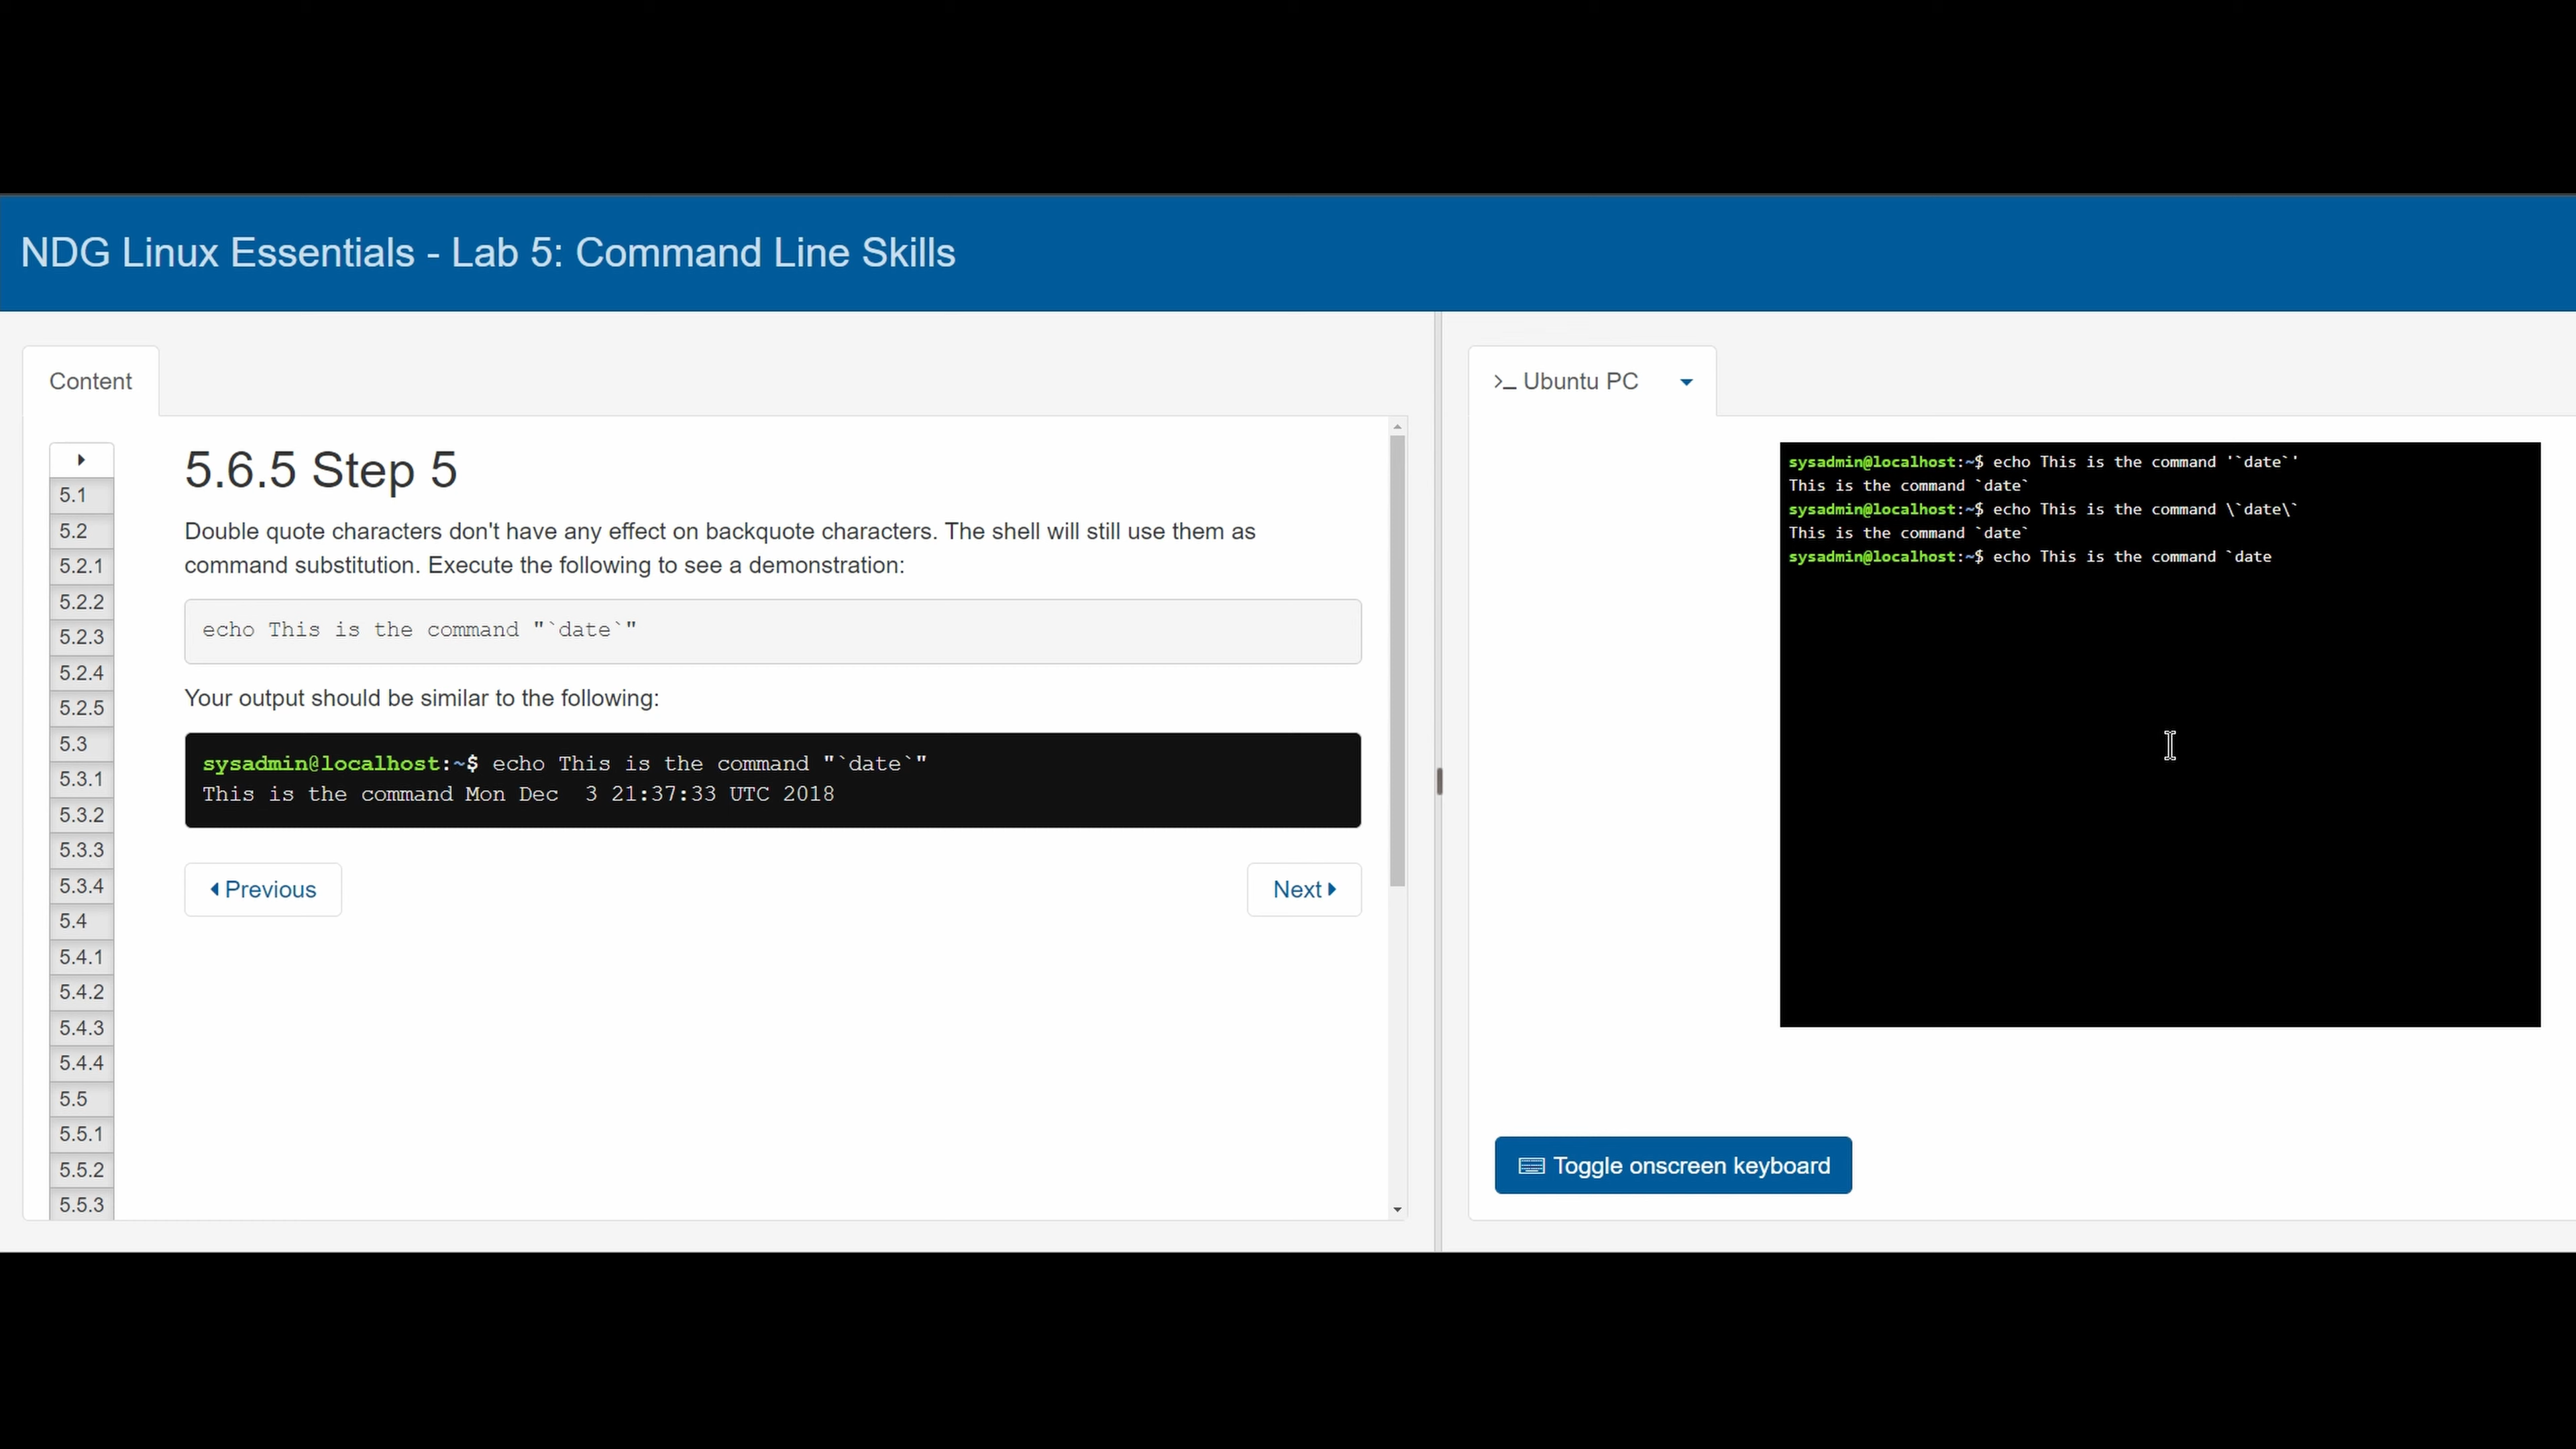 NDG Linux Essentials - Lab 5: Command Line Skills
Content
5.1
5.2
5.2.1
5.2.2
5.2.3
5.2.4
5.2.5
5.3
5.3.1
5.3.2
5.3.3
5.3.4
5.4
5.4.1
5.4.2
5.4.3
5.4.4
5.5
5.5.1
5.5.2
5.5.3
5.6.5 Step 5
Double quote characters don't have any effect on backquote characters. The shell will still use them as
command substitution. Execute the following to see a demonstration:
echo This is the command "`date`"
Your output should be similar to the following:
sysadmin@localhost:~$ echo This is the command "`date`"
This is the command Mon Dec  3 21:37:33 UTC 2018
Previous
Next
>_ Ubuntu PC
sysadmin@localhost:~$ echo This is the command '`date`'
This is the command `date`
sysadmin@localhost:~$ echo This is the command \`date\`
This is the command `date`
sysadmin@localhost:~$ echo This is the command `date
Toggle onscreen keyboard